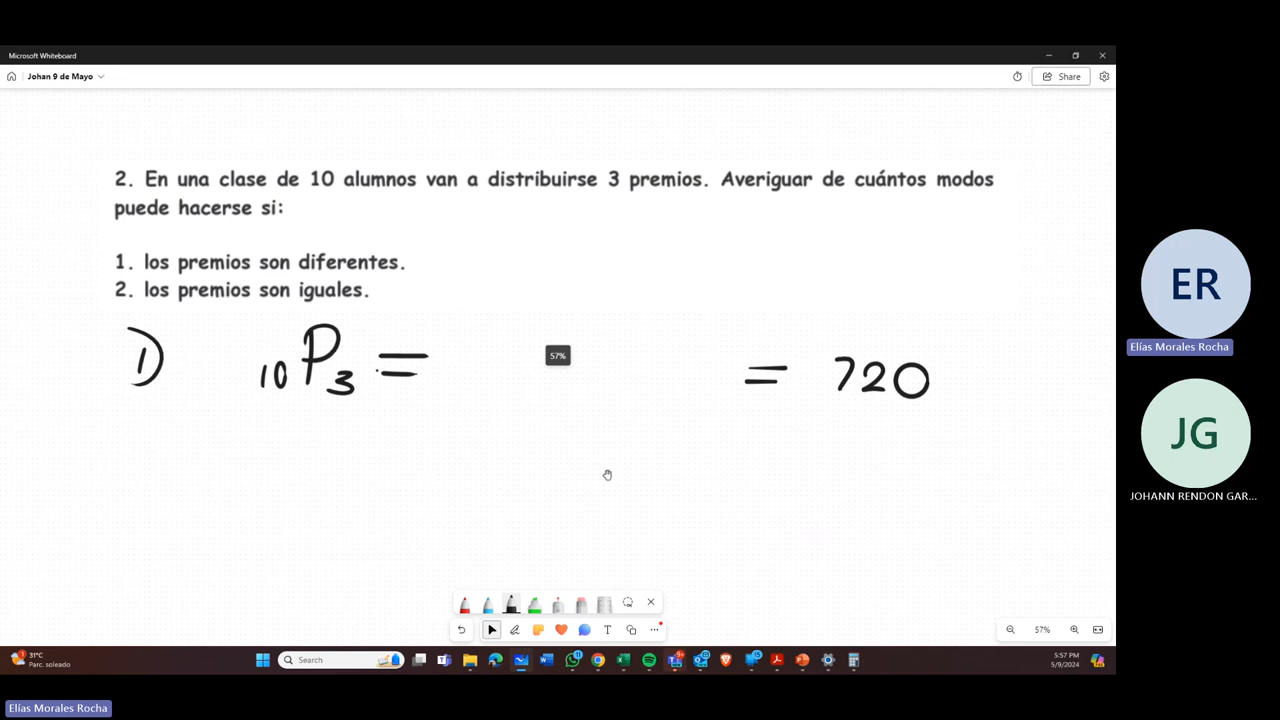 Microsoft Whiteboard
Johan 9 de Mayo
Share
2. En una clase de 10 alumnos van a distribuirse 3 premios. Averiguar de cuántos modos
puede hacerse si:
1. los premios son diferentes.
2. los premios son iguales.
1) 10P3 = = 720
57%
ER
Elías Morales Rocha
JG
JOHANN RENDON GAR...
57%
31°C
Parc. soleado
Search
5:57 PM
5/9/2024
Elías Morales Rocha